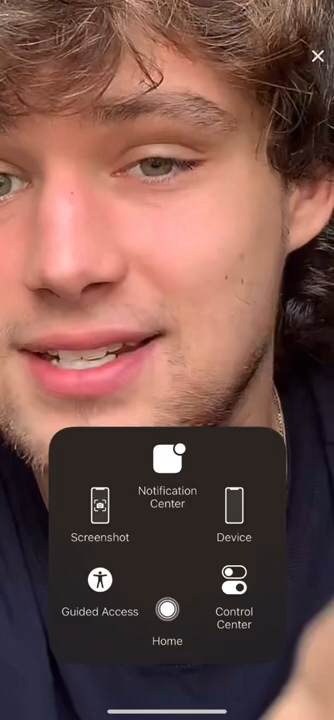 Notification
Center
Screenshot
Device
Guided Access
Control
Center
Home